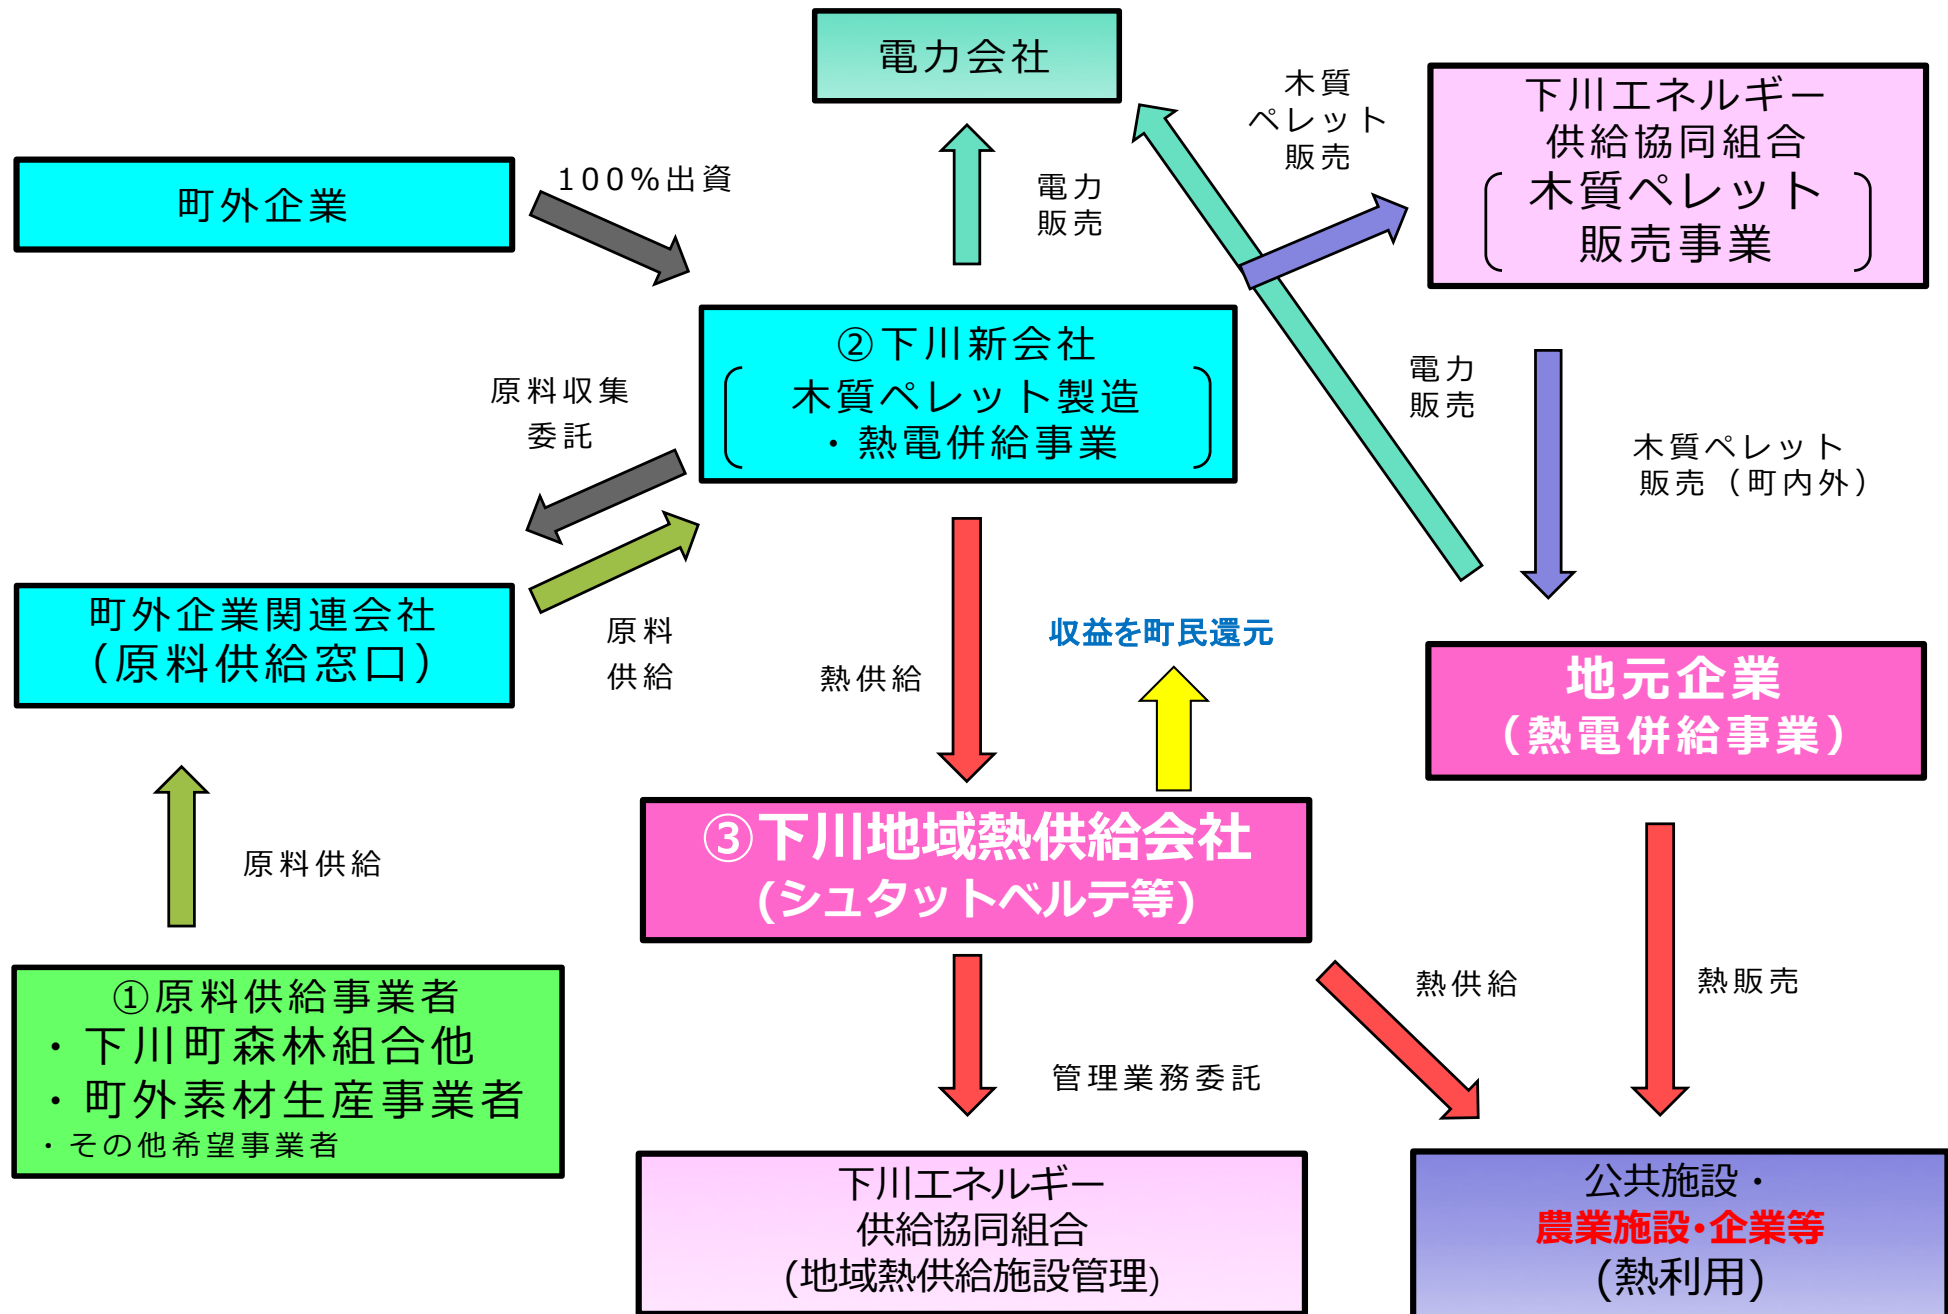 電力会社
木質
ペレット
販売
下川エネルギー
供給協同組合
木質ペレット
販売事業
町外企業
100%出資
電力
販売
②下川新会社
木質ペレット製造
・熱電併給事業
原料収集
委託
電力
販売
木質ペレット
販売（町内外）
町外企業関連会社
（原料供給窓口）
原料
供給
熱供給
収益を町民還元
地元企業
（熱電併給事業）
原料供給
③下川地域熱供給会社
(シュタットベルテ等)
①原料供給事業者
・下川町森林組合他
・町外素材生産事業者
・その他希望事業者
熱供給
熱販売
管理業務委託
下川エネルギー
供給協同組合
(地域熱供給施設管理)
公共施設・
農業施設・企業等
(熱利用)